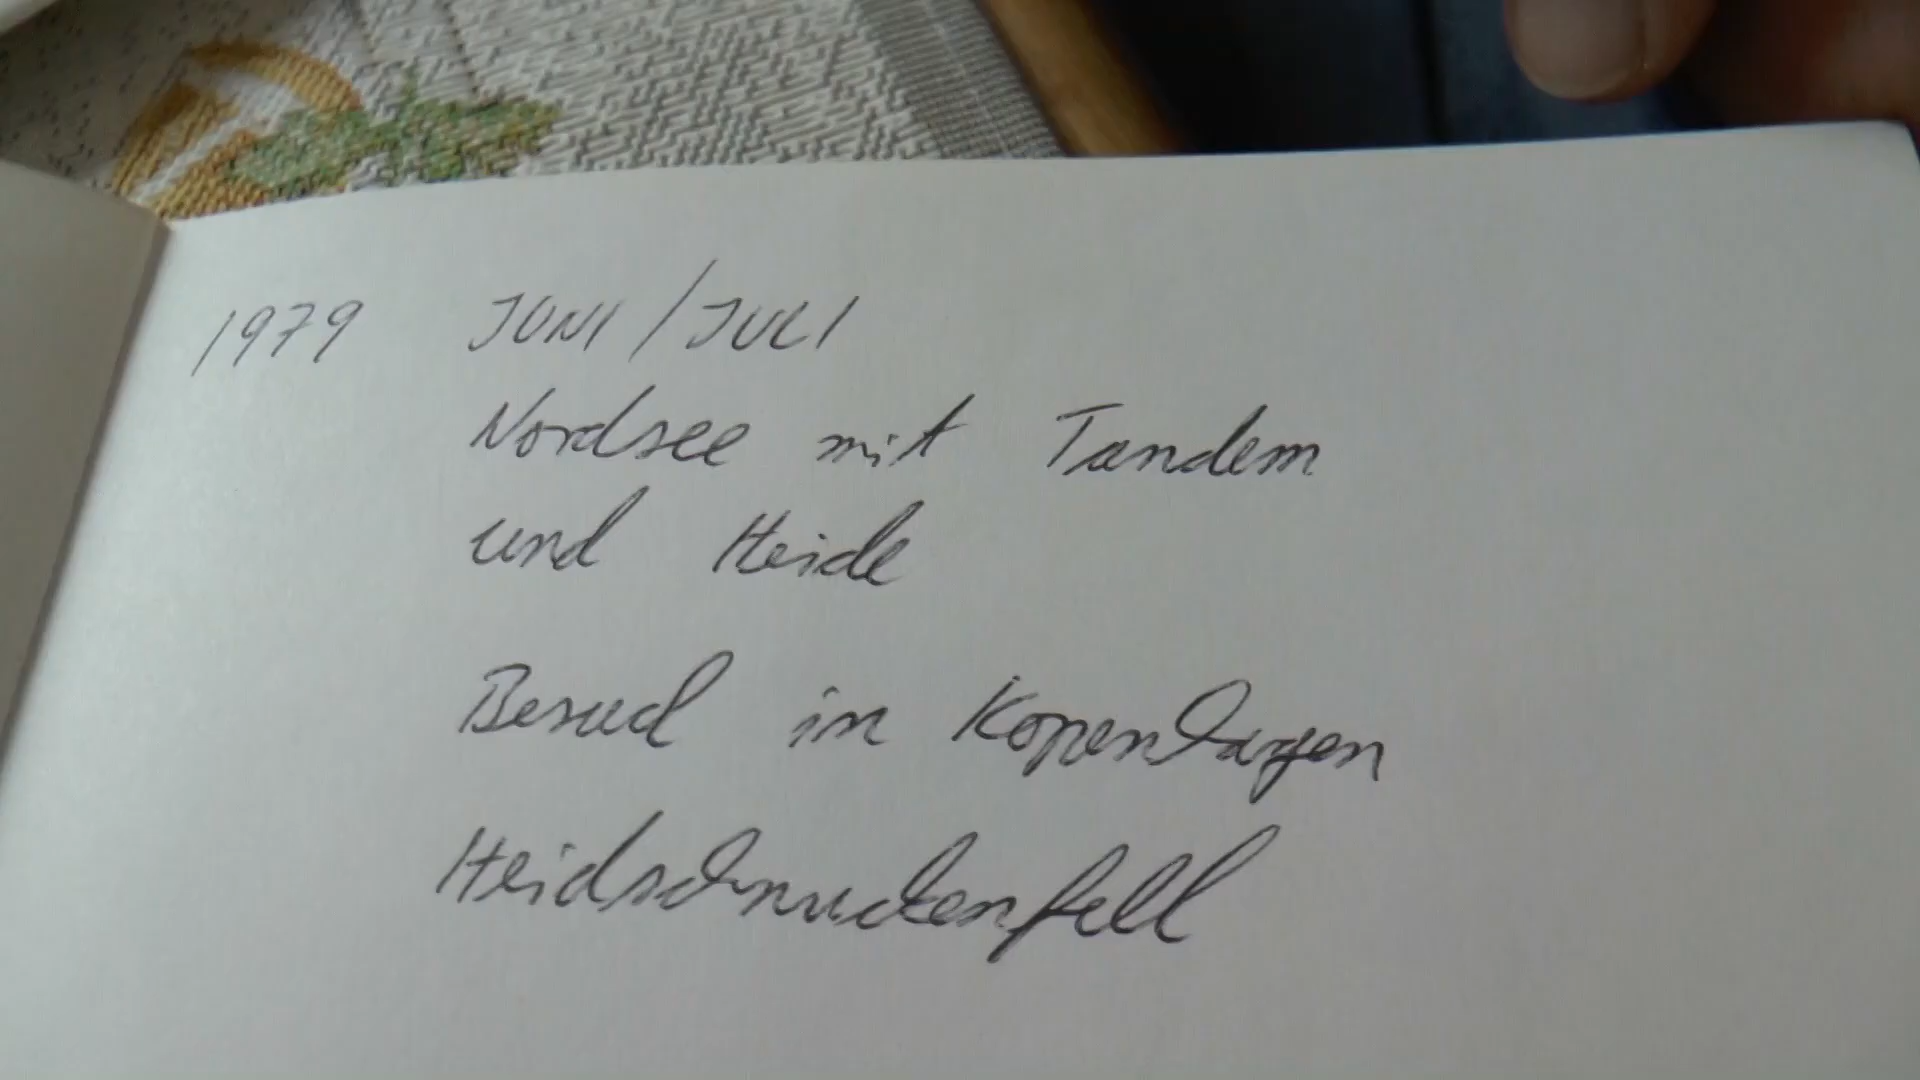 1979 JUNI/JULI
Nordsee mit Tandem
und Heide
Besuch in Kopenhagen
Heidschnuckenfell